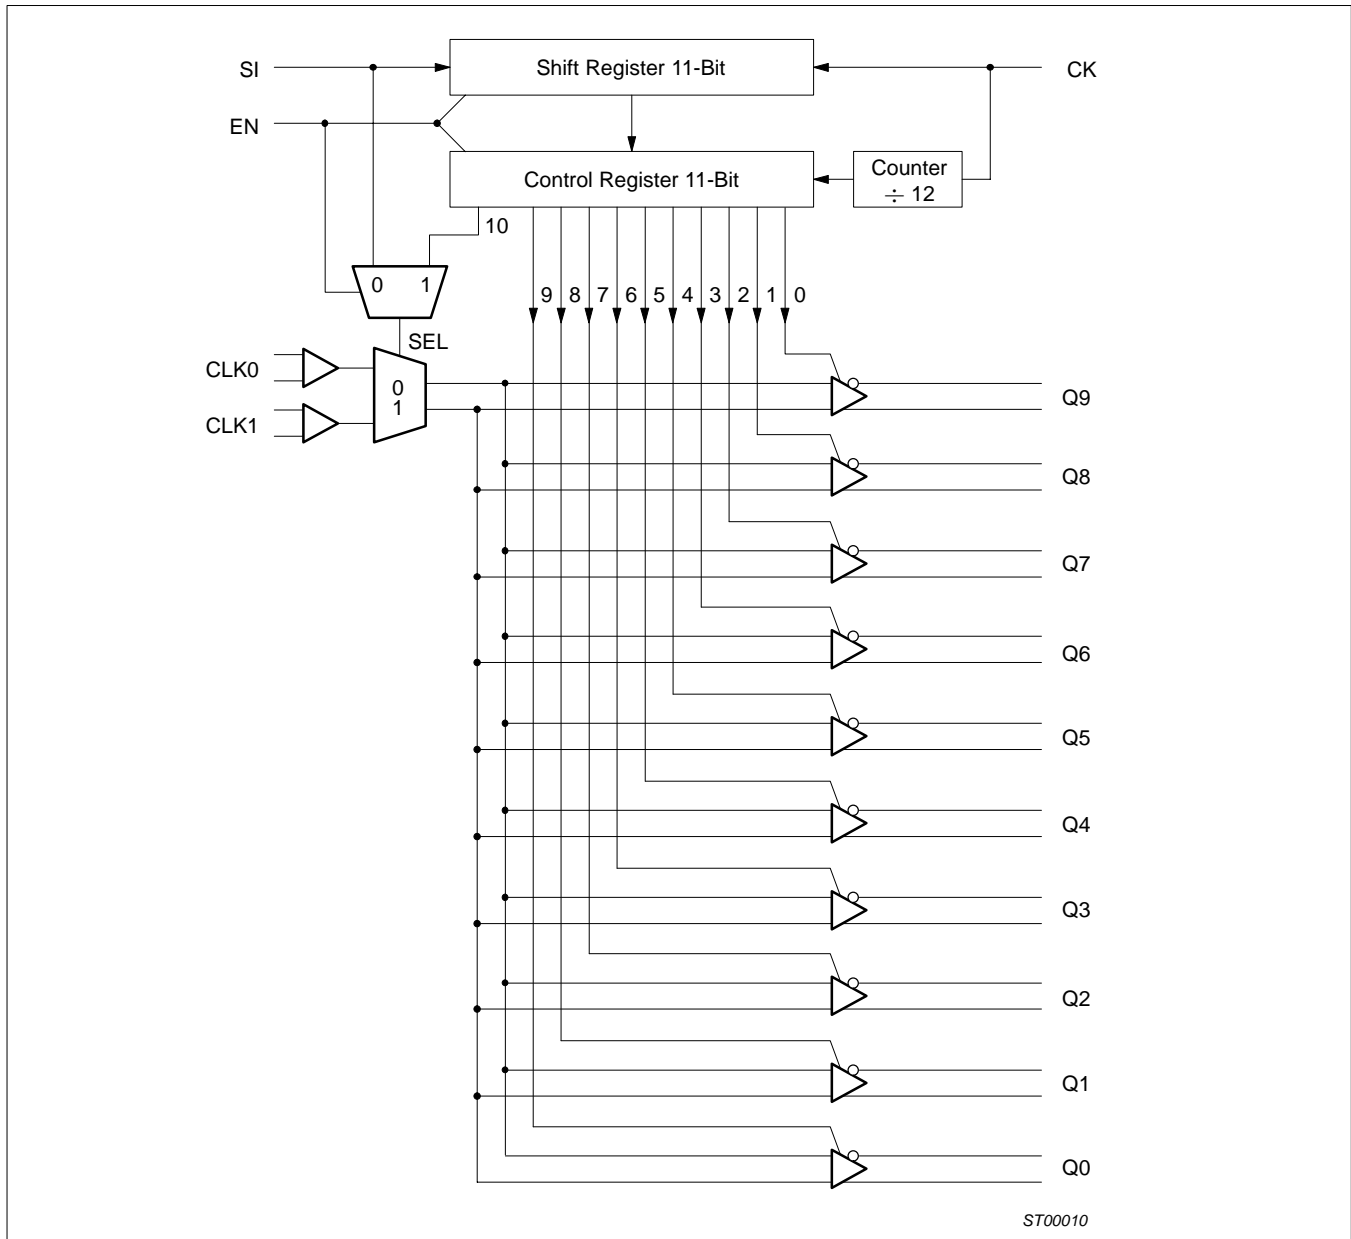 SI
Shift Register 11-Bit
CK
EN
Control Register 11-Bit
Counter
÷ 12
10
0 1
9 8 7 6 5 4 3 2 1 0
SEL
CLK0
0
1
CLK1
Q9
Q8
Q7
Q6
Q5
Q4
Q3
Q2
Q1
Q0
ST00010